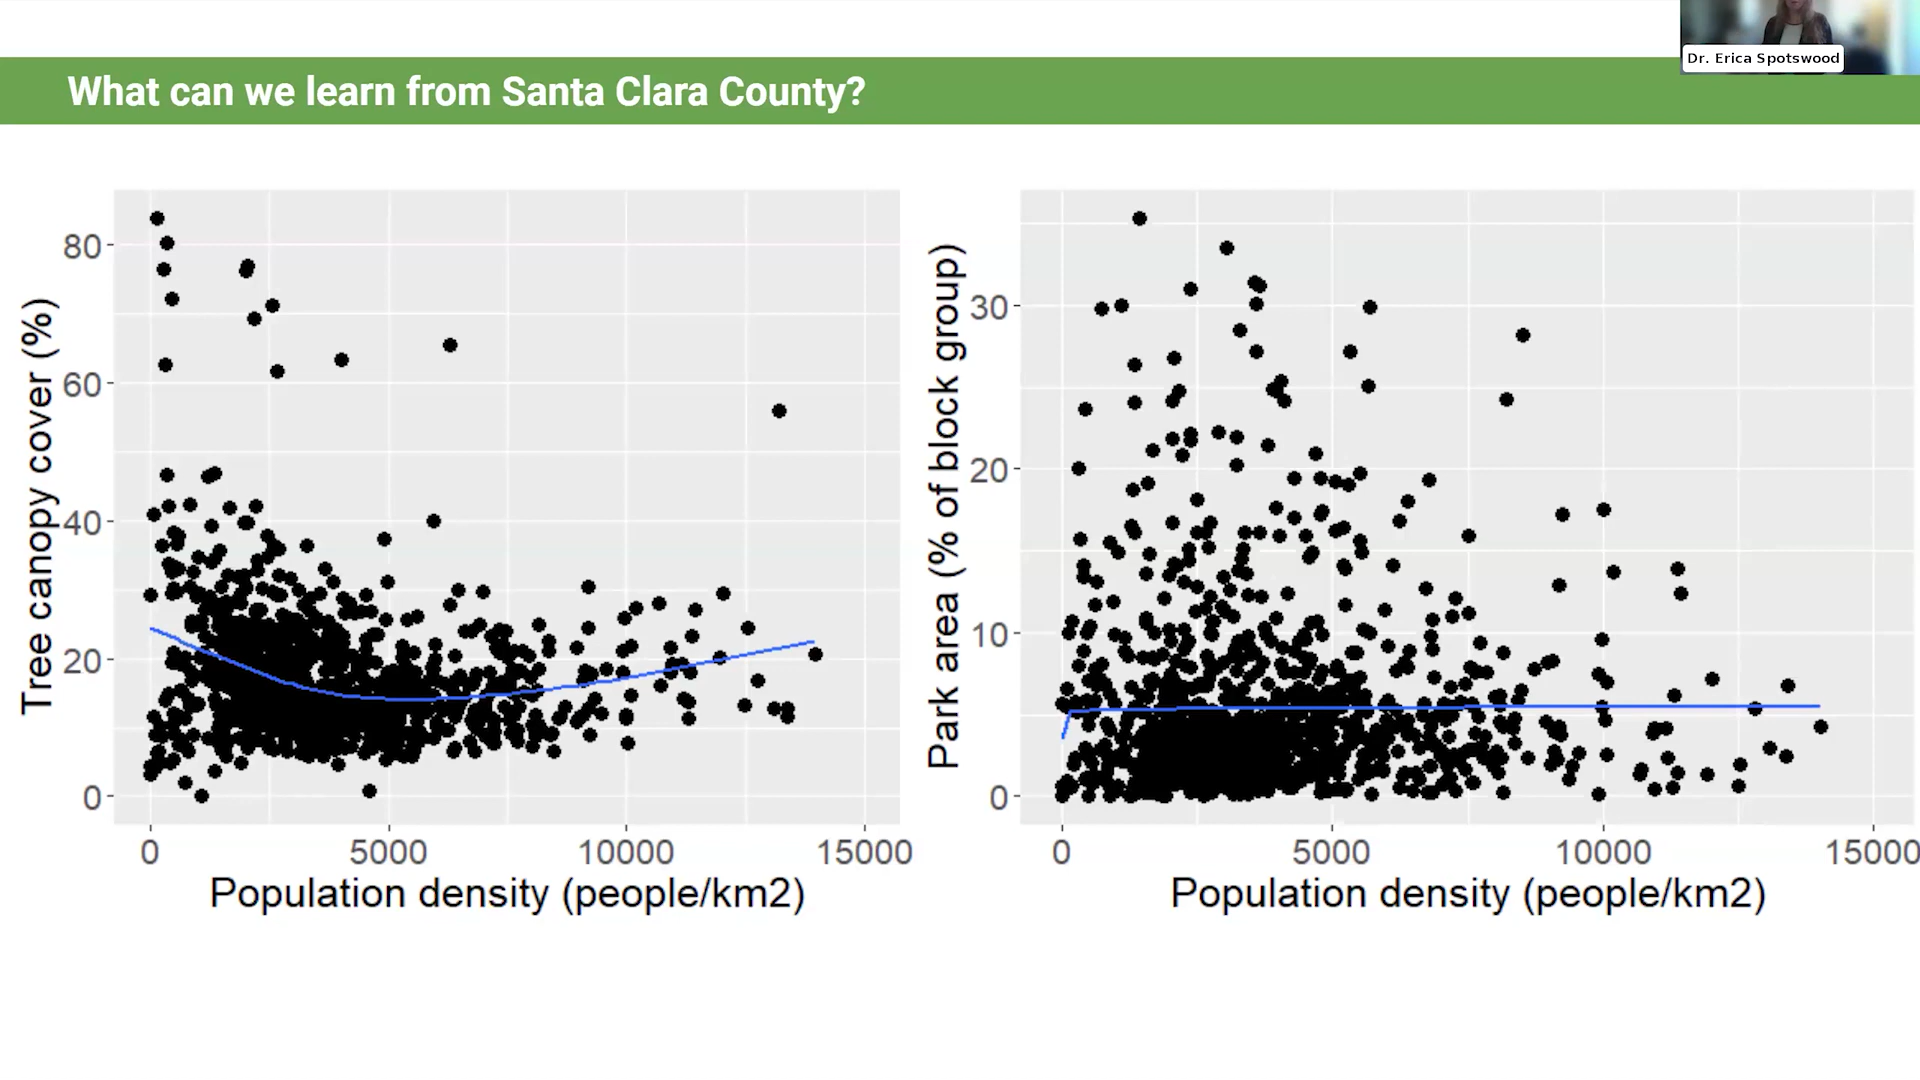 Dr. Erica Spotswood
What can we learn from Santa Clara County?
Tree canopy cover (%)
80
60
40
20
0
0 5000 10000 15000
Population density (people/km2)
Park area (% of block group)
30
20
10
0
0 5000 10000 15000
Population density (people/km2)